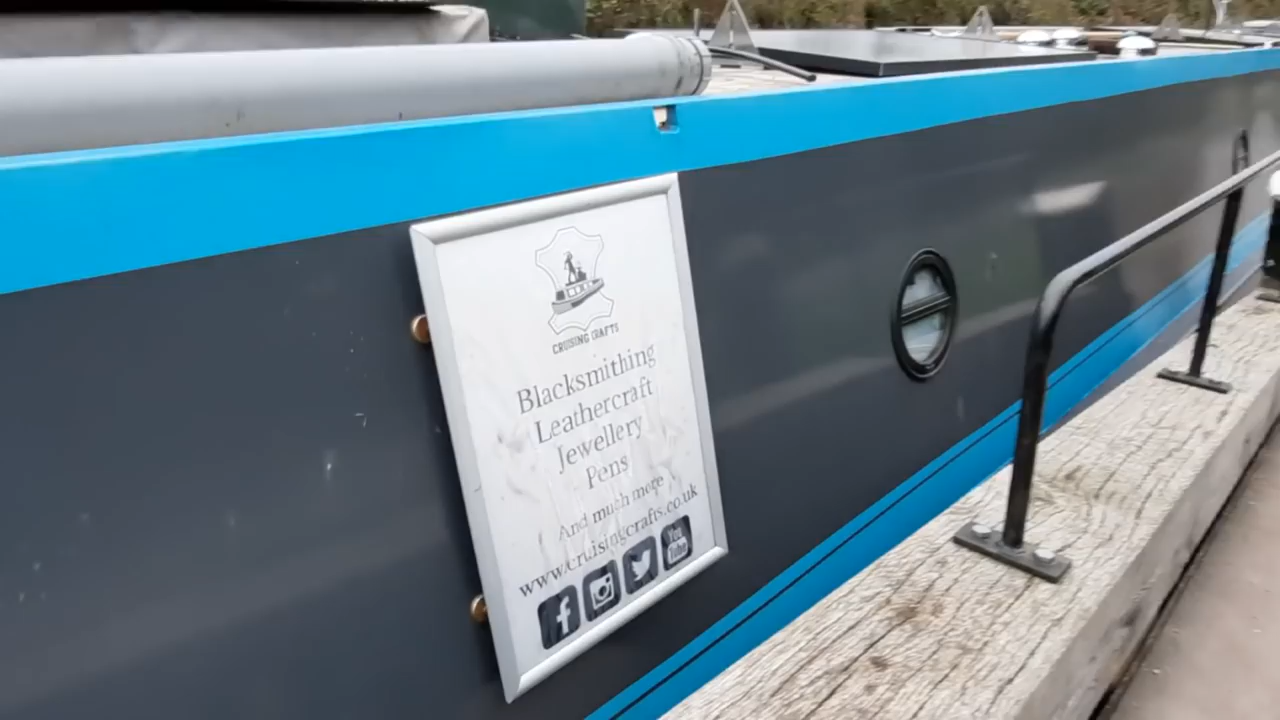 CRUISING CRAFTS
Blacksmithing
Leathercraft
Jewellery
Pens
And much more
www.cruisingcrafts.co.uk
f
You Tube